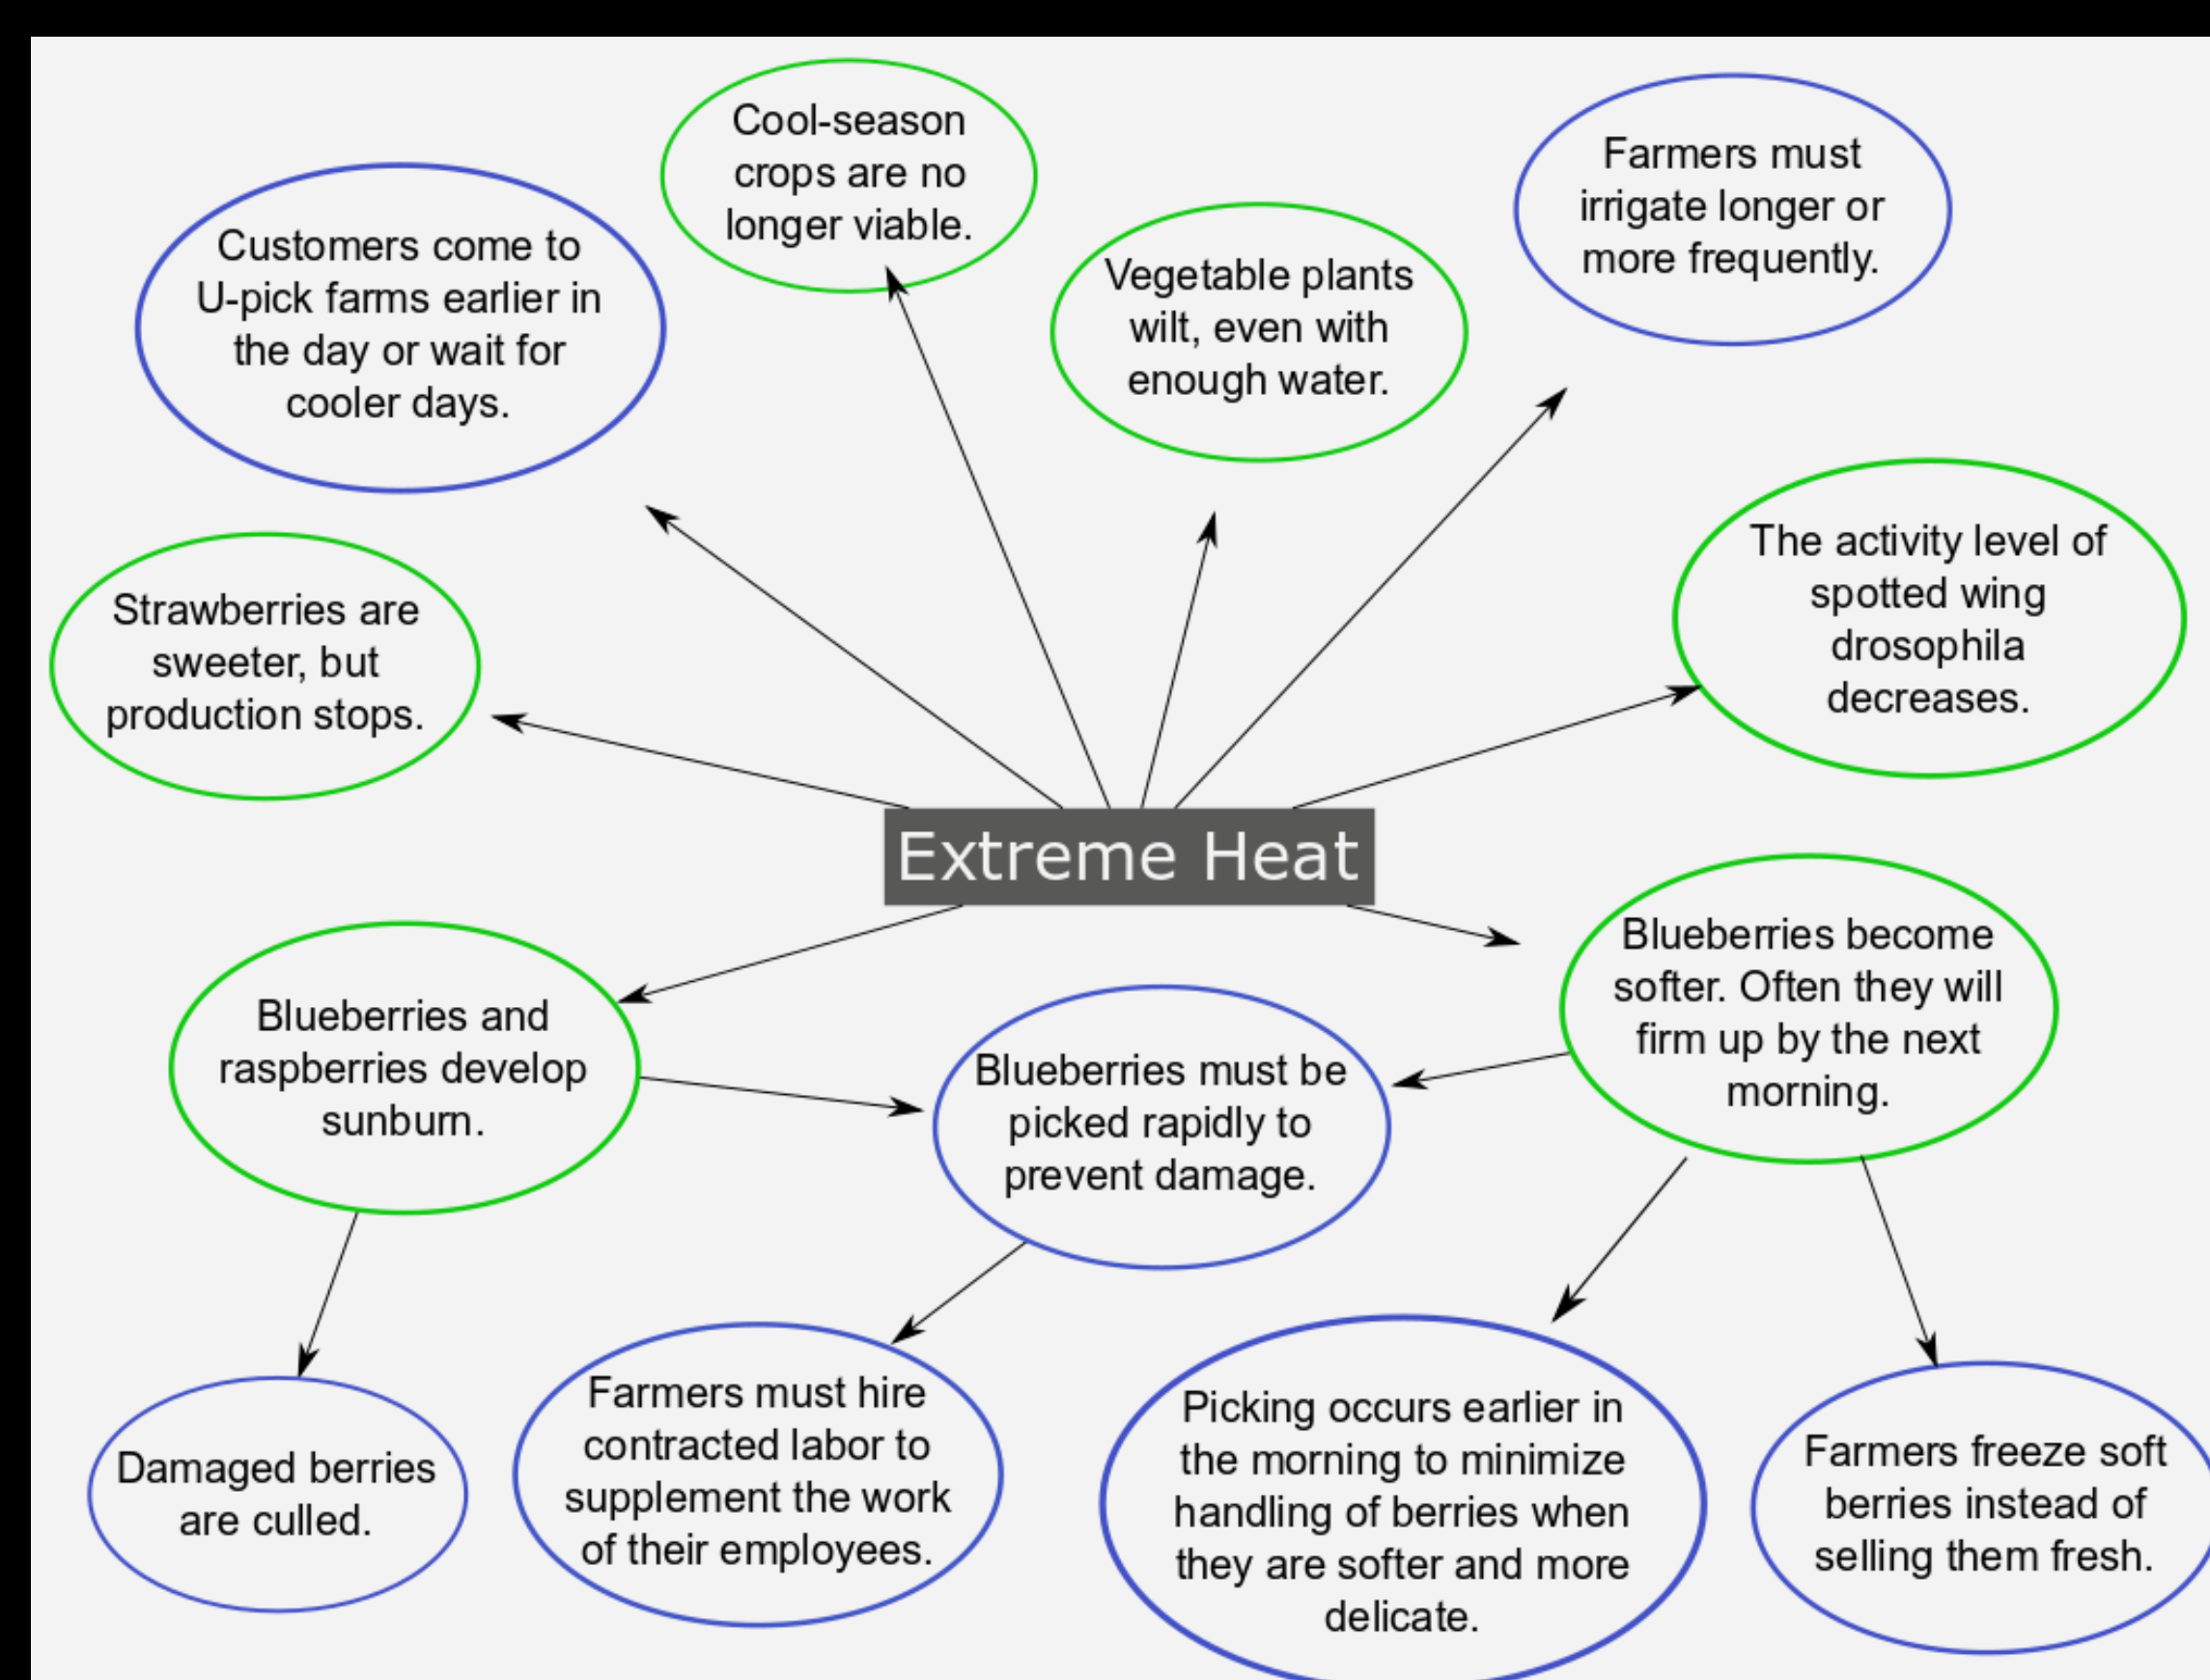 Cool-season
crops are no
longer viable.
Farmers must
irrigate longer or
more frequently.
Customers come to
U-pick farms earlier in
the day or wait for
cooler days.
Vegetable plants
wilt, even with
enough water.
The activity level of
spotted wing
drosophila
decreases.
Strawberries are
sweeter, but
production stops.
Extreme Heat
Blueberries become
softer. Often they will
firm up by the next
morning.
Blueberries and
raspberries develop
sunburn.
Blueberries must be
picked rapidly to
prevent damage.
Damaged berries
are culled.
Farmers must hire
contracted labor to
supplement the work
of their employees.
Picking occurs earlier in
the morning to minimize
handling of berries when
they are softer and more
delicate.
Farmers freeze soft
berries instead of
selling them fresh.